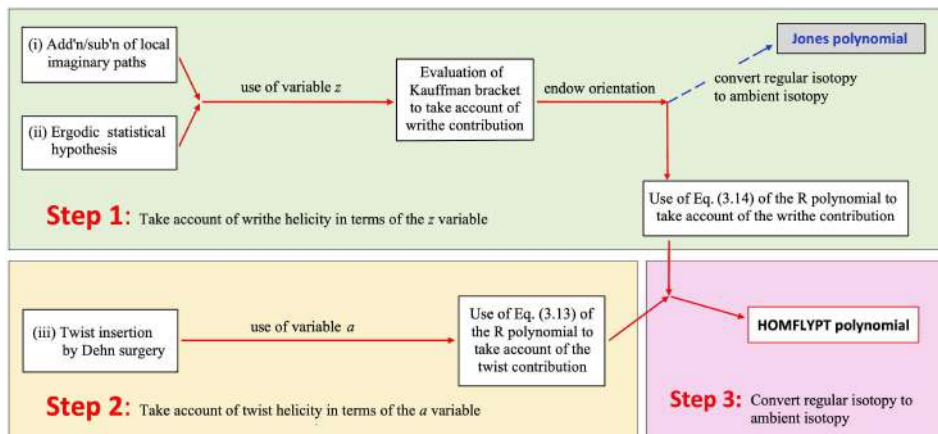 (i) Add'n/sub'n of local
imaginary paths
(ii) Ergodic statistical
hypothesis
use of variable z
Evaluation of
Kauffman bracket
to take account of
writhe contribution
endow orientation
Jones polynomial
convert regular isotopy
to ambient isotopy
Use of Eq. (3.14) of the R polynomial to
take account of the writhe contribution
Step 1: Take account of writhe helicity in terms of the z variable
(iii) Twist insertion
by Dehn surgery
use of variable a
Use of Eq. (3.13) of
the R polynomial to
take account of the
twist contribution
Step 2: Take account of twist helicity in terms of the a variable
HOMFLYPT polynomial
Step 3: Convert regular isotopy to
ambient isotopy